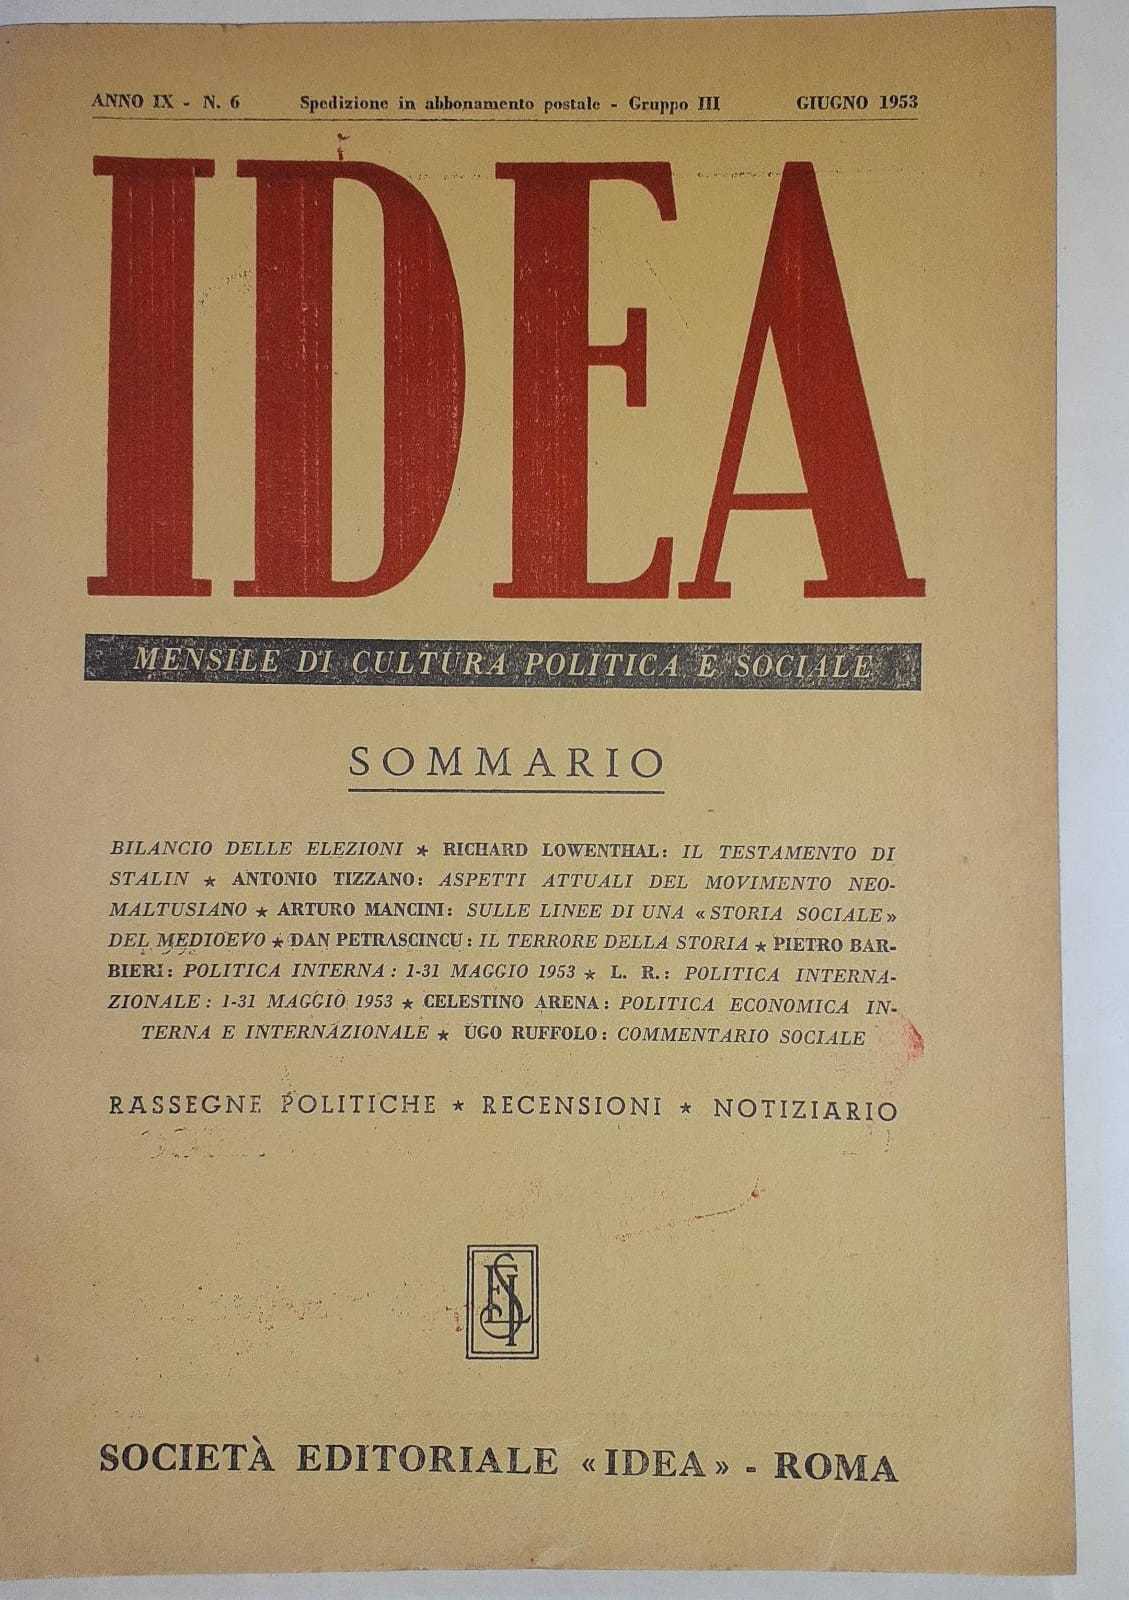 ANNO IX - N. 6 Spedizione in abbonamento postale - Gruppo III GIUGNO 1953
IDEA
MENSILE DI CULTURA POLITICA E SOCIALE
SOMMARIO
BILANCIO DELLE ELEZIONI ★ RICHARD LOWENTHAL: IL TESTAMENTO DI
STALIN ★ ANTONIO TIZZANO: ASPETTI ATTUALI DEL MOVIMENTO NEO-
MALTUSIANO ★ ARTURO MANCINI: SULLE LINEE DI UNA «STORIA SOCIALE»
DEL MEDIOEVO ★ DAN PETRASCINCU: IL TERRORE DELLA STORIA ★ PIETRO BAR-
BIERI: POLITICA INTERNA: 1-31 MAGGIO 1953 ★ L. R.: POLITICA INTERNA-
ZIONALE: 1-31 MAGGIO 1953 ★ CELESTINO ARENA: POLITICA ECONOMICA IN-
TERNA E INTERNAZIONALE ★ UGO RUFFOLO: COMMENTARIO SOCIALE
RASSEGNE POLITICHE ★ RECENSIONI ★ NOTIZIARIO
SOCIETÀ EDITORIALE «IDEA» - ROMA